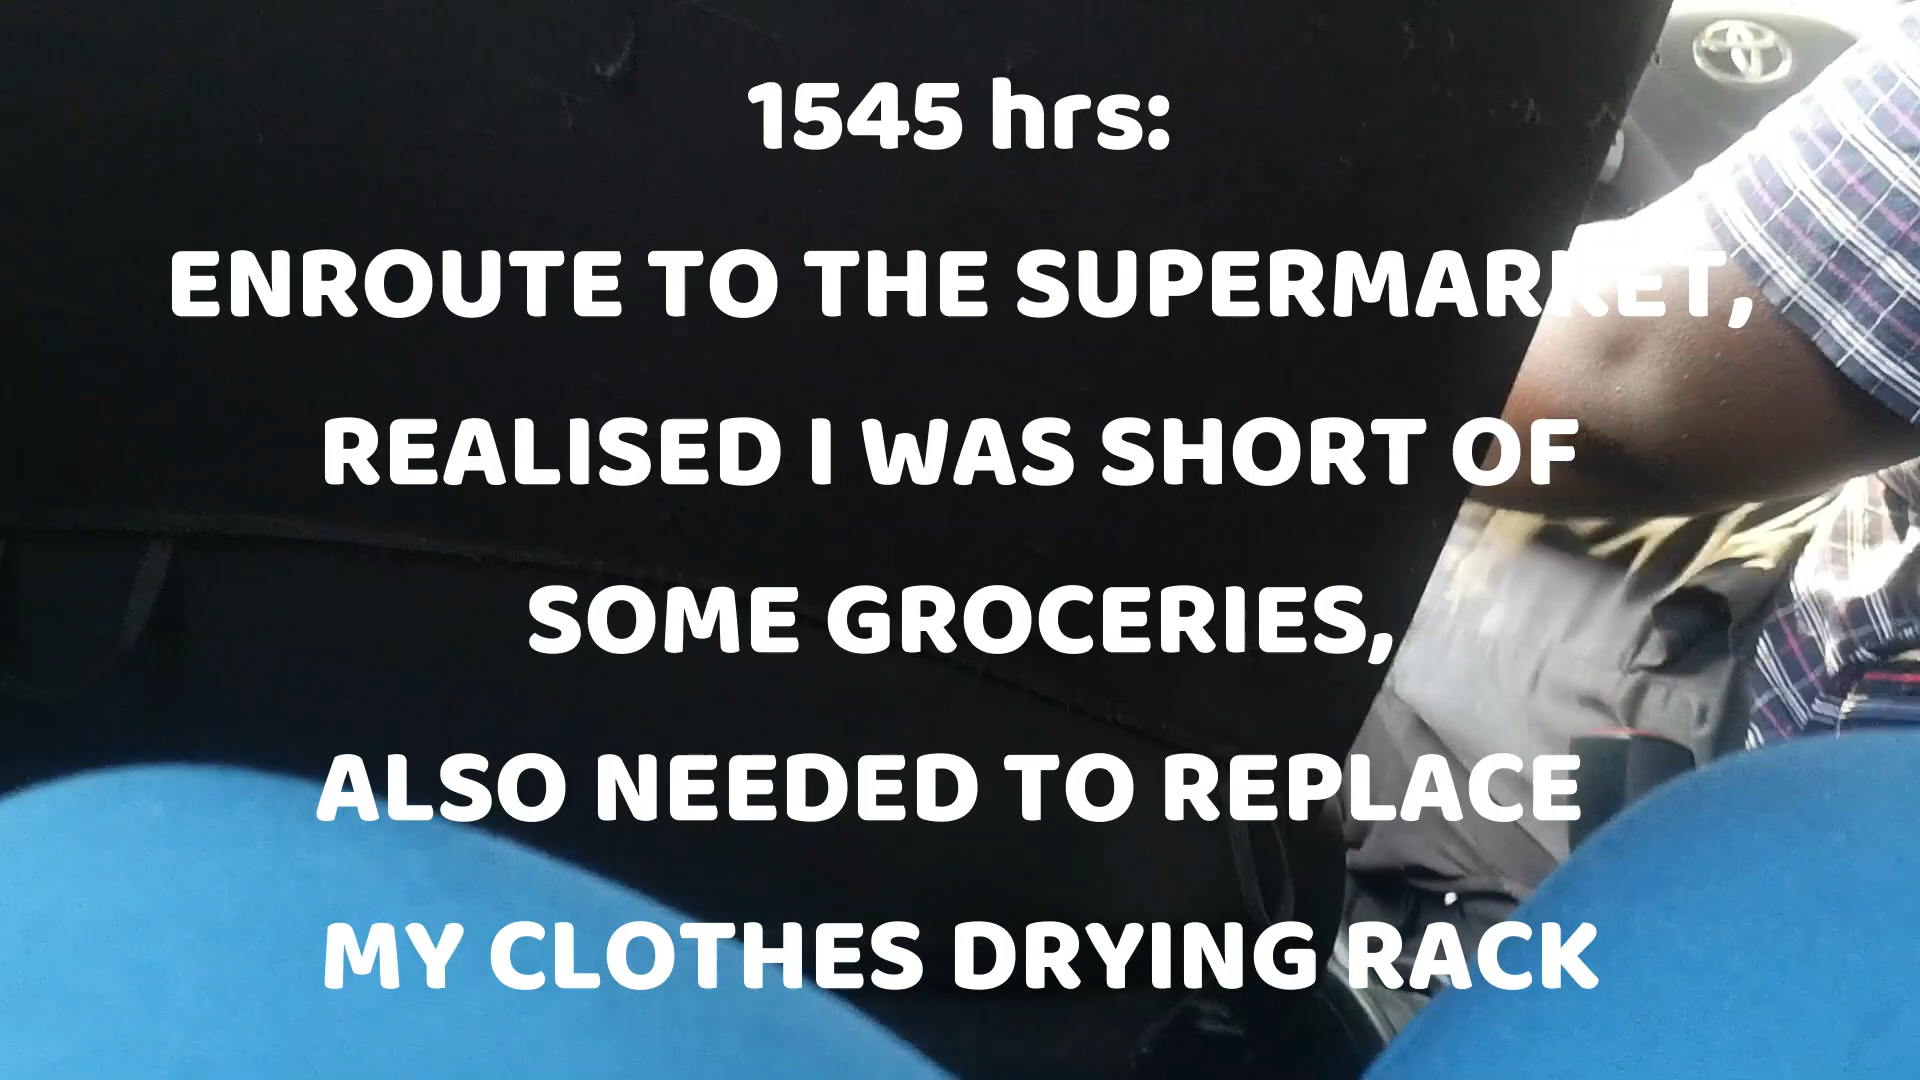 1545 hrs:
ENROUTE TO THE SUPERMARKET,
REALISED I WAS SHORT OF
SOME GROCERIES,
ALSO NEEDED TO REPLACE
MY CLOTHES DRYING RACK